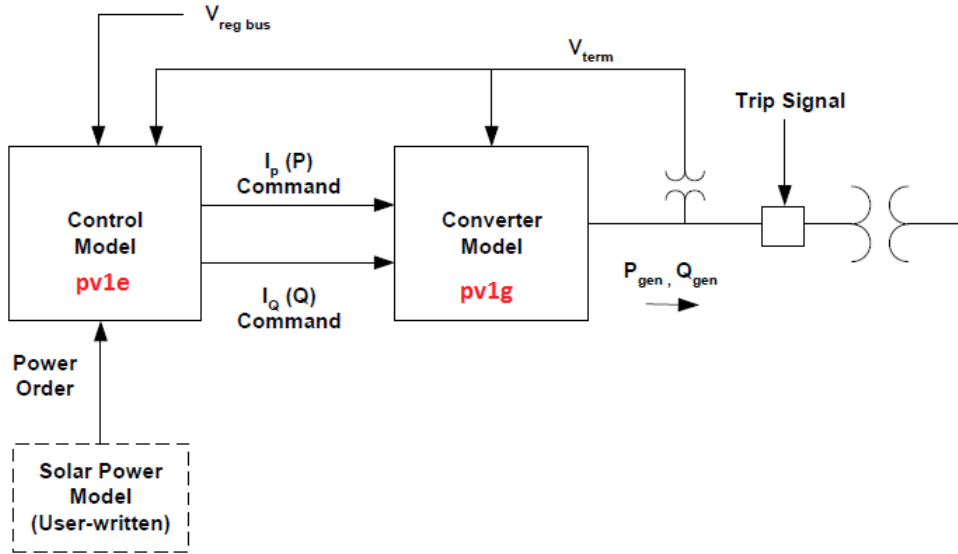 V reg bus
V term
Trip Signal
I p (P)
Command
Control
Model
pv1e
Converter
Model
pv1g
I Q (Q)
Command
P gen , Q gen
Power
Order
Solar Power
Model
(User-written)